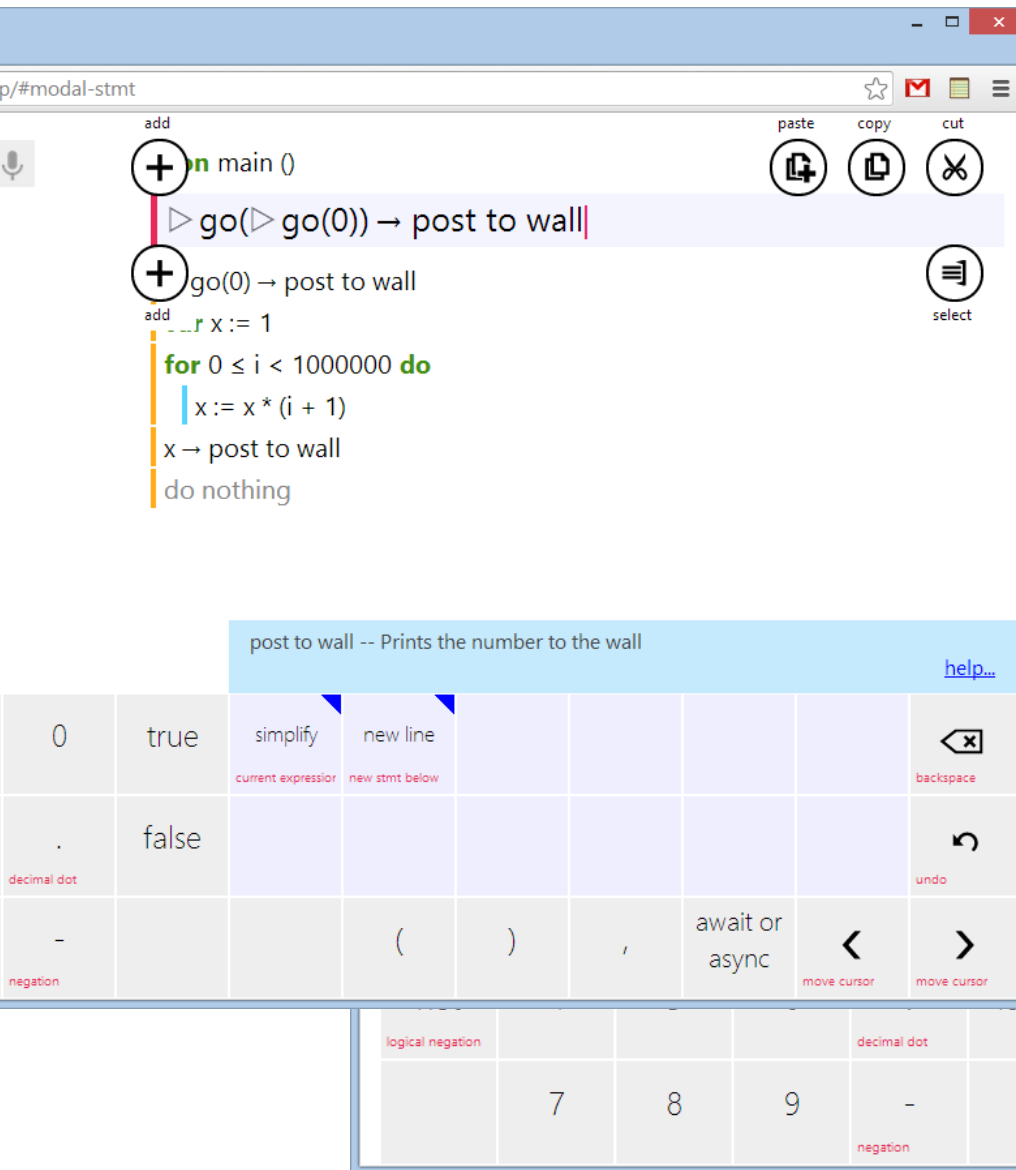 p/#modal-stmt
add
paste copy cut
on main ()
▷ go(▷ go(0)) → post to wall
go(0) → post to wall
add
select
r x := 1
for 0 ≤ i < 1000000 do
x := x * (i + 1)
x → post to wall
do nothing
post to wall -- Prints the number to the wall
help...
0 true simplify new line
current expression new stmt below backspace
. false
decimal dot undo
- ( ) , await or async
negation move cursor move cursor
logical negation decimal dot
7 8 9 -
negation